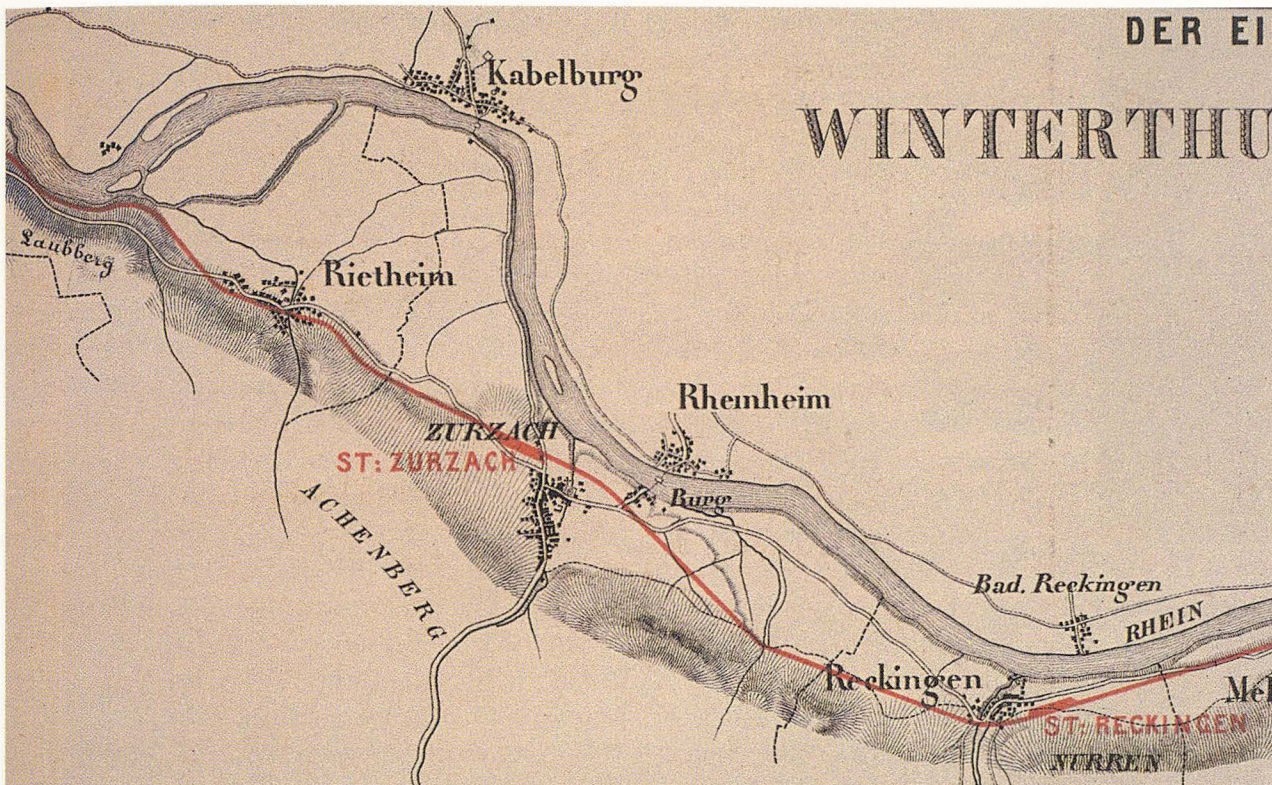 DER EI
Kabelburg
WINTERTHU
Laubberg
Rietheim
Rheinheim
ZURZACH
ST: ZURZACH
ACHENBERG
Burg
Bad. Reckingen
RHEIN
Reckingen
Mel
ST: RECKINGEN
NURREN